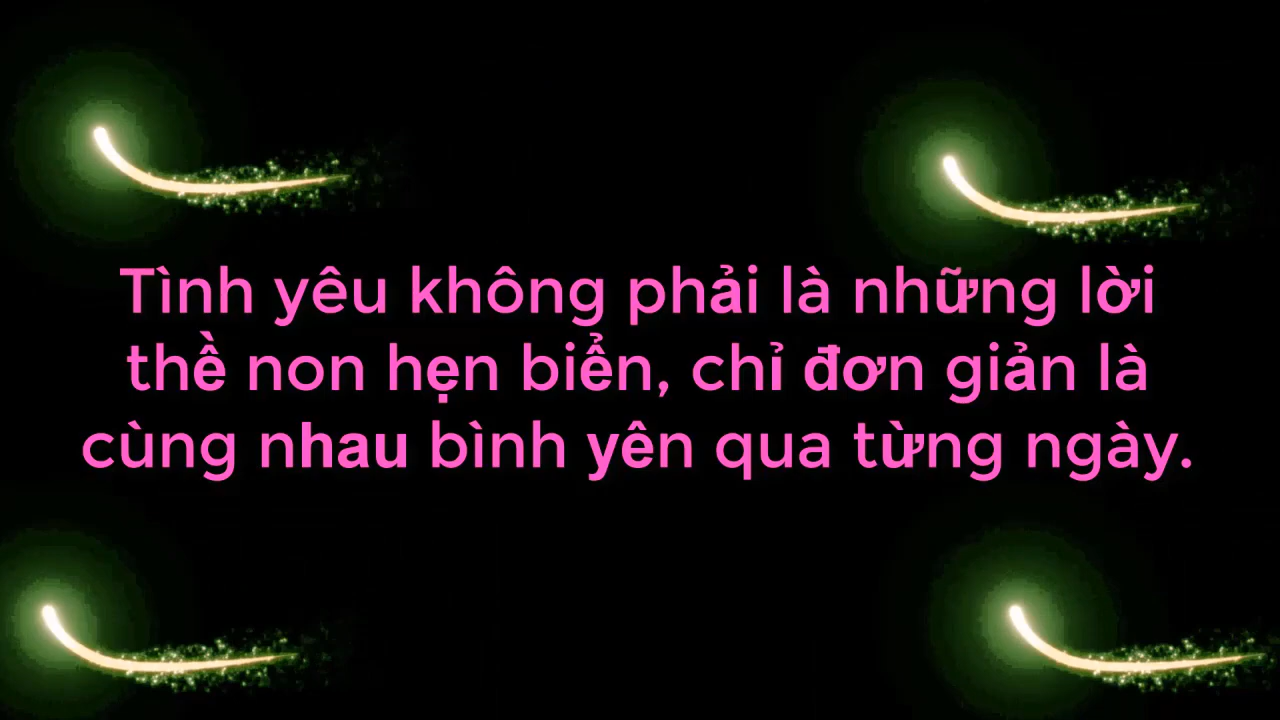 Tình yêu không phải là những lời
thề non hẹn biển, chỉ đơn giản là
cùng nhau bình yên qua từng ngày.